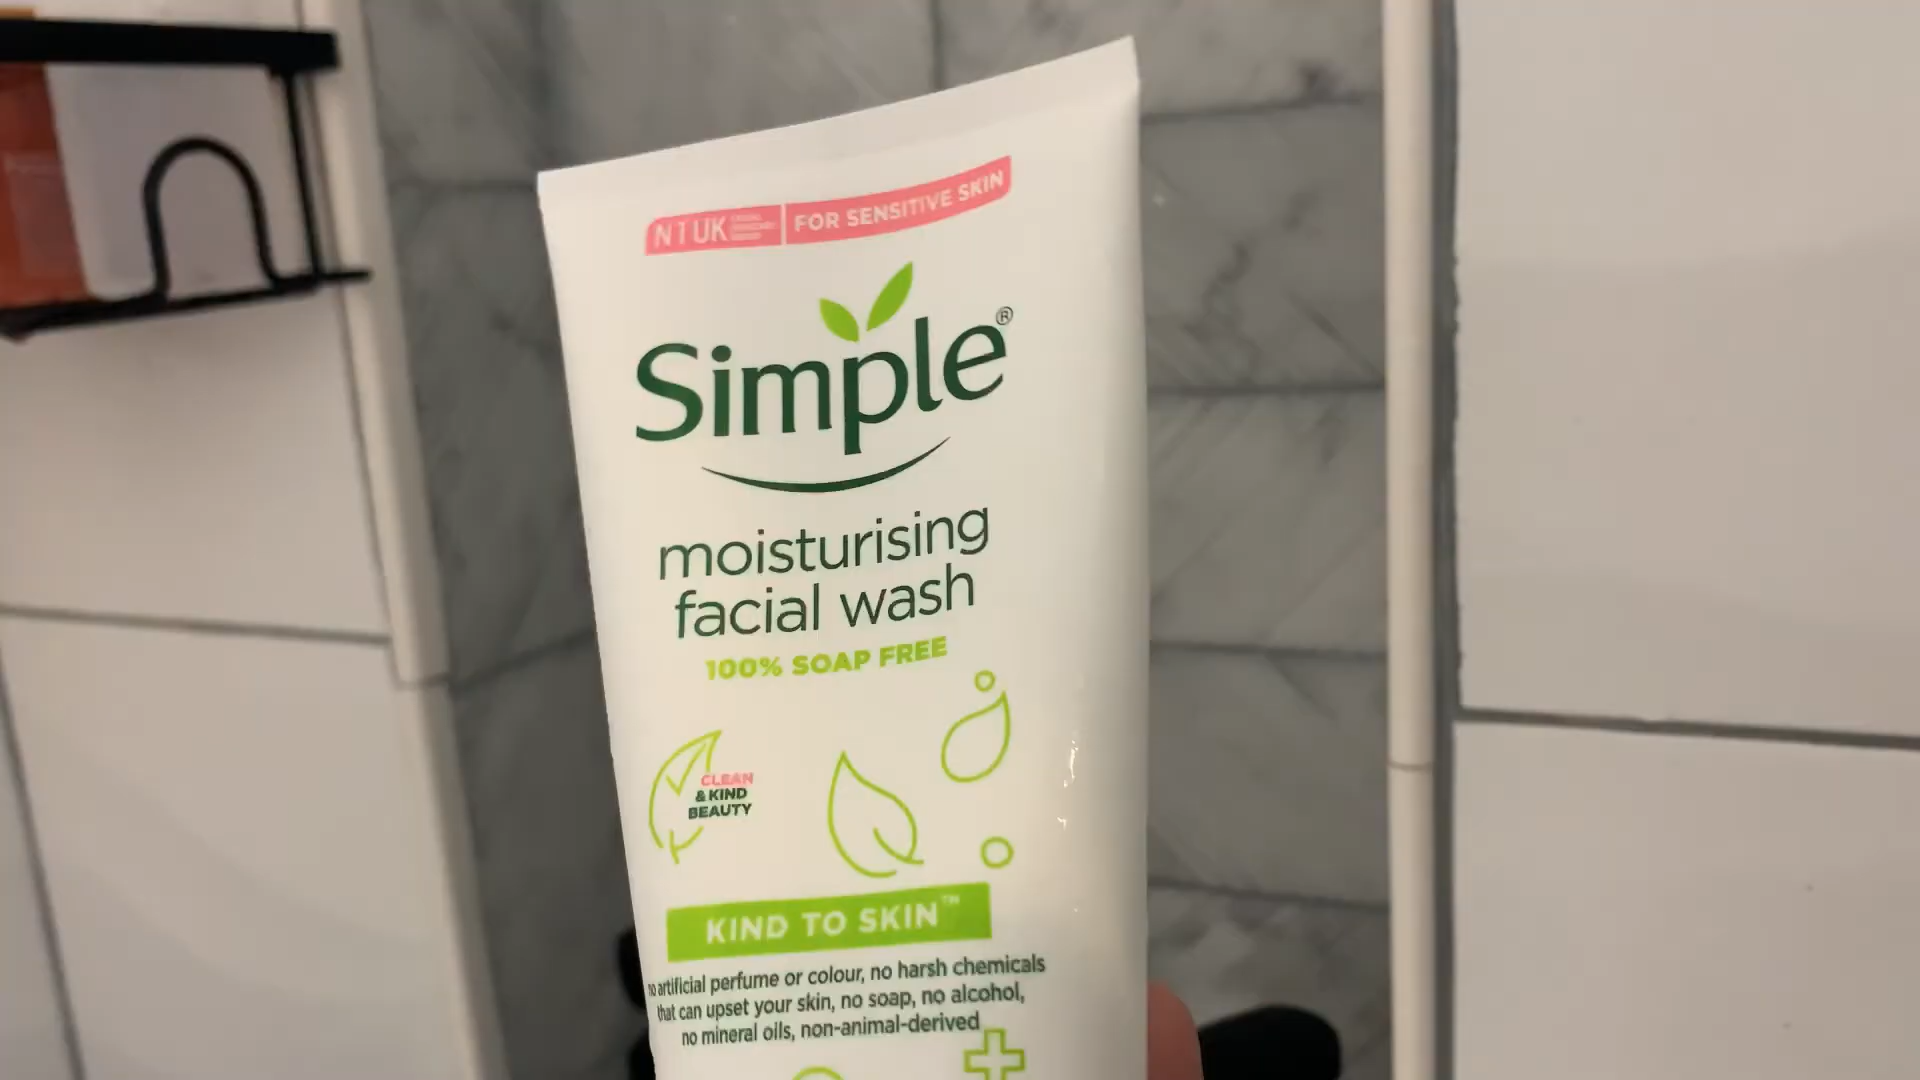 N1 UK FOR SENSITIVE SKIN
Simple®
moisturising
facial wash
100% SOAP FREE
CLEAN
& KIND
BEAUTY
KIND TO SKIN™
no artificial perfume or colour, no harsh chemicals
that can upset your skin, no soap, no alcohol,
no mineral oils, non-animal-derived